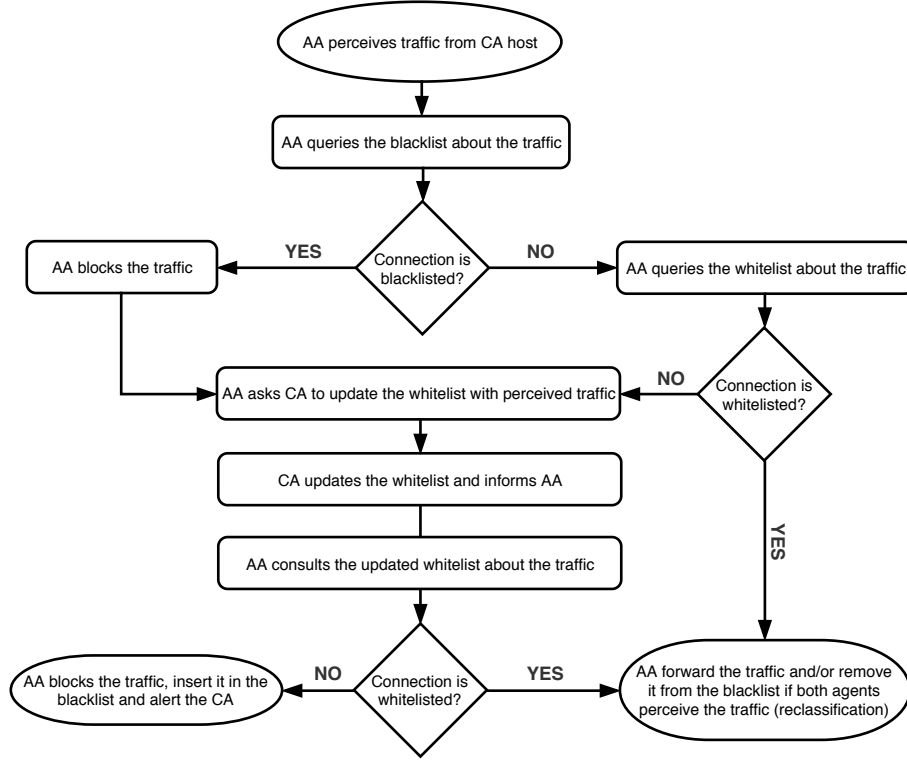 AA perceives traffic from CA host
AA queries the blacklist about the traffic
Connection is
blacklisted?
YES
NO
AA blocks the traffic
AA queries the whitelist about the traffic
Connection is
whitelisted?
NO
YES
AA asks CA to update the whitelist with perceived traffic
CA updates the whitelist and informs AA
AA consults the updated whitelist about the traffic
Connection is
whitelisted?
NO
YES
AA blocks the traffic, insert it in the
blacklist and alert the CA
AA forward the traffic and/or remove
it from the blacklist if both agents
perceive the traffic (reclassification)